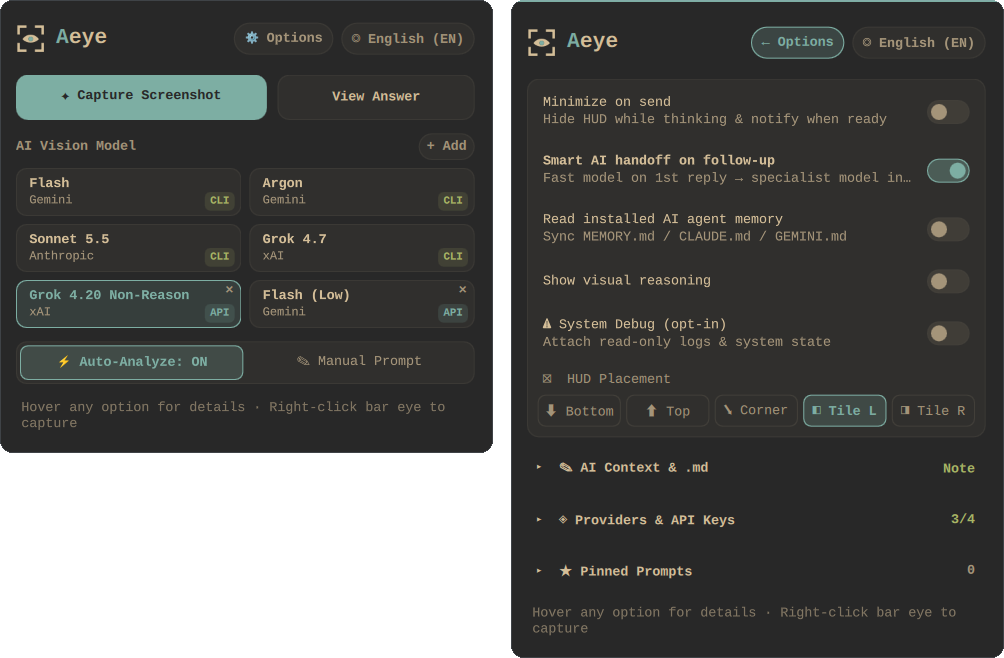 Aeye
⚙ Options
☺ English (EN)
✦ Capture Screenshot
View Answer
AI Vision Model
+ Add
Flash
Gemini
CLI
Argon
Gemini
CLI
Sonnet 5.5
Anthropic
CLI
Grok 4.7
xAI
CLI
Grok 4.20 Non-Reason
×
xAI
API
Flash (Low)
×
Gemini
API
⚡ Auto-Analyze: ON
✎ Manual Prompt
Hover any option for details · Right-click bar eye to
capture
Aeye
← Options
☺ English (EN)
Minimize on send
Hide HUD while thinking & notify when ready
Smart AI handoff on follow-up
Fast model on 1st reply → specialist model in…
Read installed AI agent memory
Sync MEMORY.md / CLAUDE.md / GEMINI.md
Show visual reasoning
⚠ System Debug (opt-in)
Attach read-only logs & system state
⊠ HUD Placement
⬇ Bottom
⬆ Top
⬊ Corner
◧ Tile L
◨ Tile R
▸ ✎ AI Context & .md
Note
▸ ◈ Providers & API Keys
3/4
▸ ★ Pinned Prompts
0
Hover any option for details · Right-click bar eye to
capture